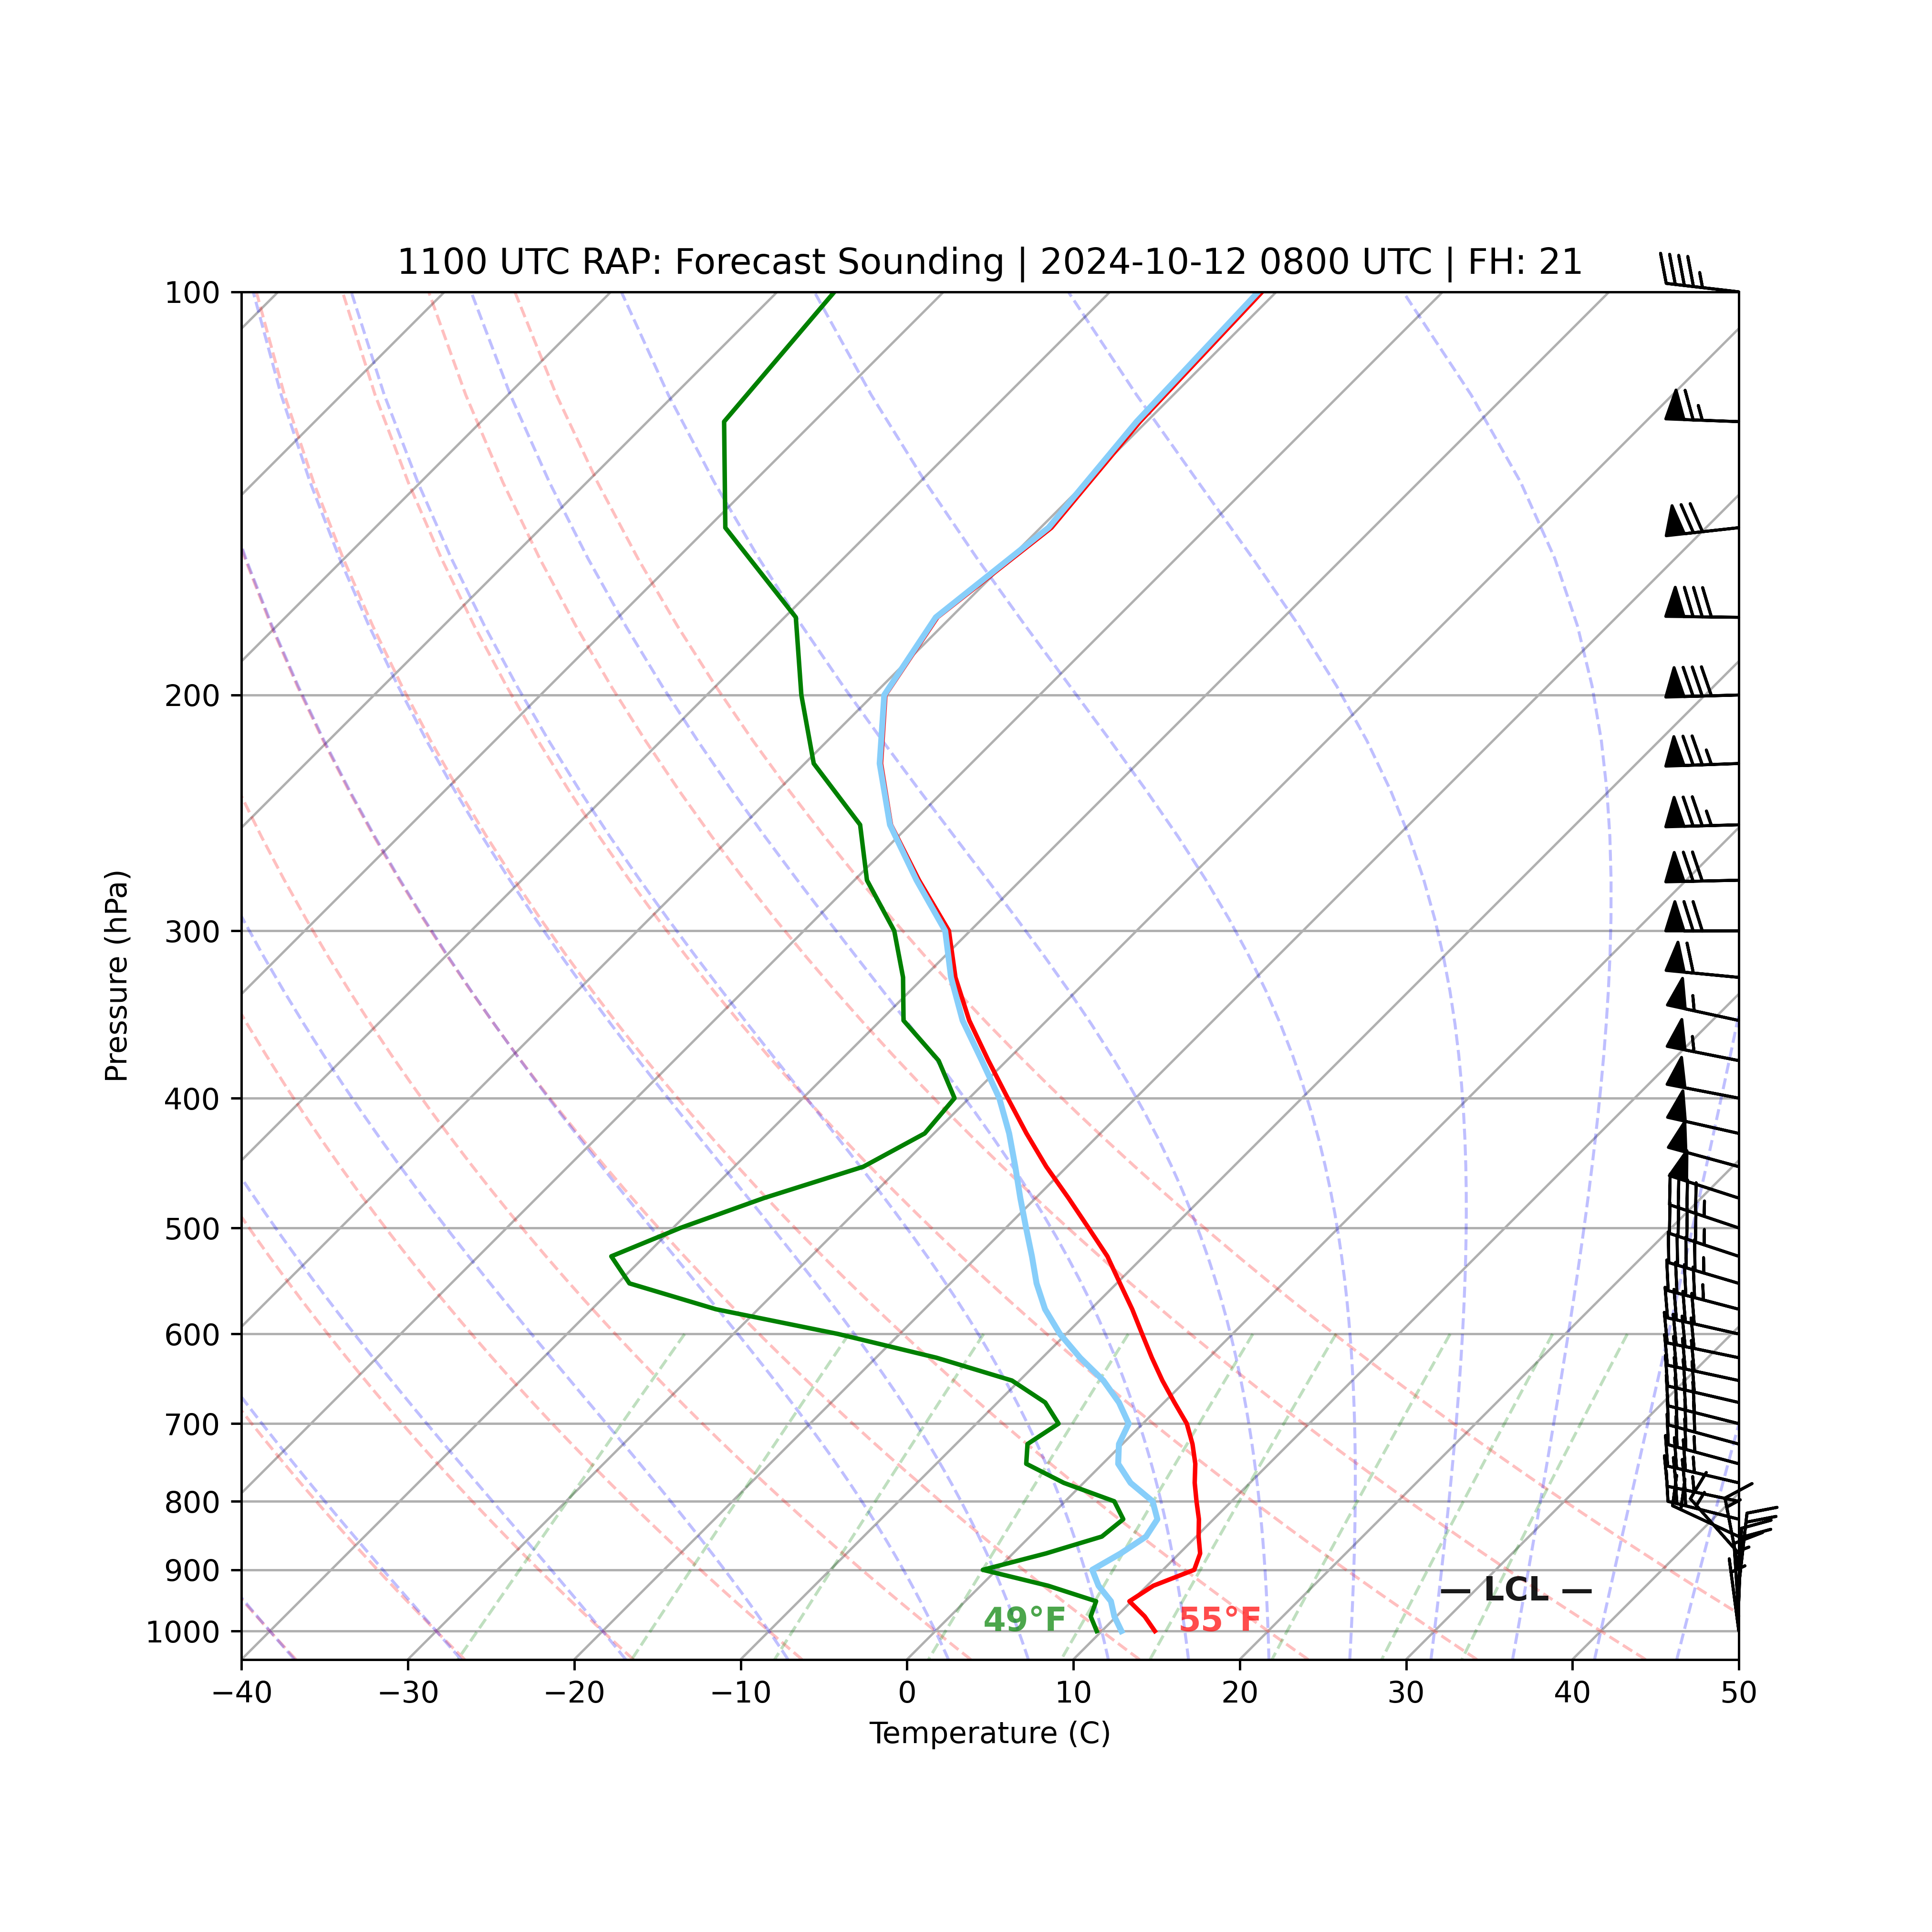 1100 UTC RAP: Forecast Sounding | 2024-10-12 0800 UTC | FH: 21
100
200
300
400
500
600
700
800
900
1000
Pressure (hPa)
— LCL —
49°F
55°F
−40 −30 −20 −10 0 10 20 30 40 50
Temperature (C)